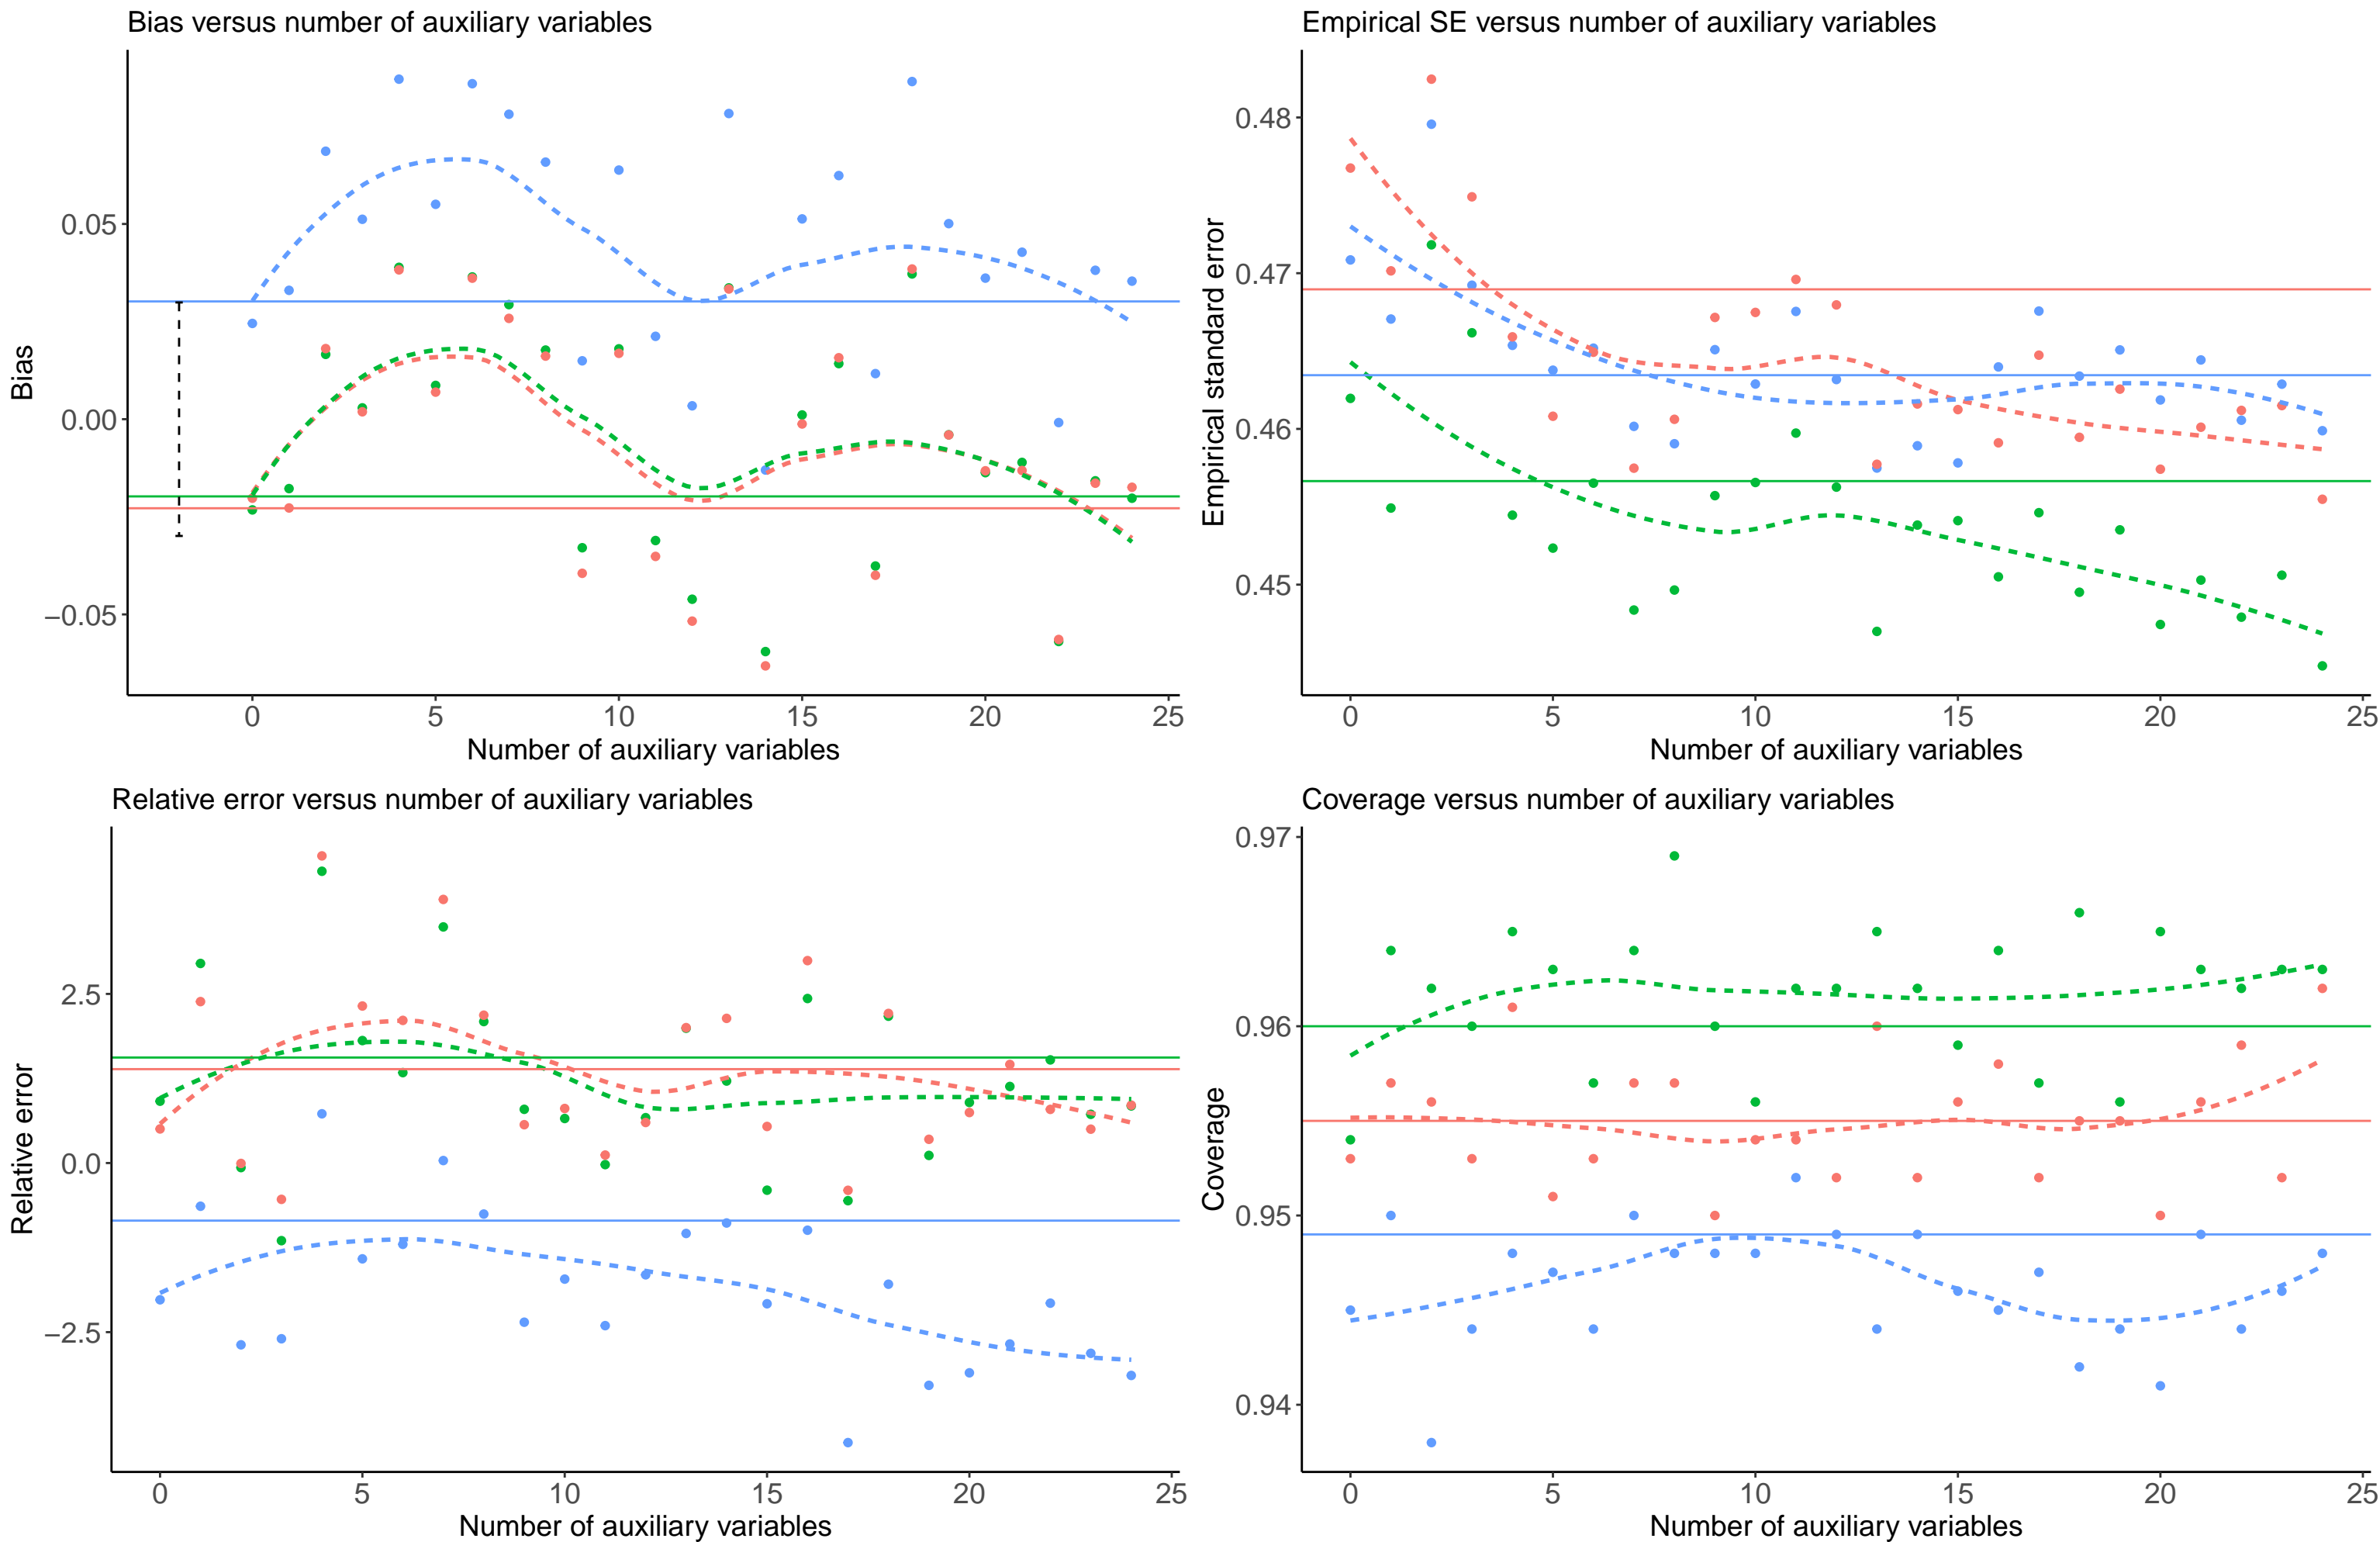 Bias versus number of auxiliary variables
Bias
0.05
0.00
−0.05
0 5 10 15 20 25
Number of auxiliary variables
Empirical SE versus number of auxiliary variables
Empirical standard error
0.48
0.47
0.46
0.45
0 5 10 15 20 25
Number of auxiliary variables
Relative error versus number of auxiliary variables
Relative error
2.5
0.0
−2.5
0 5 10 15 20 25
Number of auxiliary variables
Coverage versus number of auxiliary variables
Coverage
0.97
0.96
0.95
0.94
0 5 10 15 20 25
Number of auxiliary variables